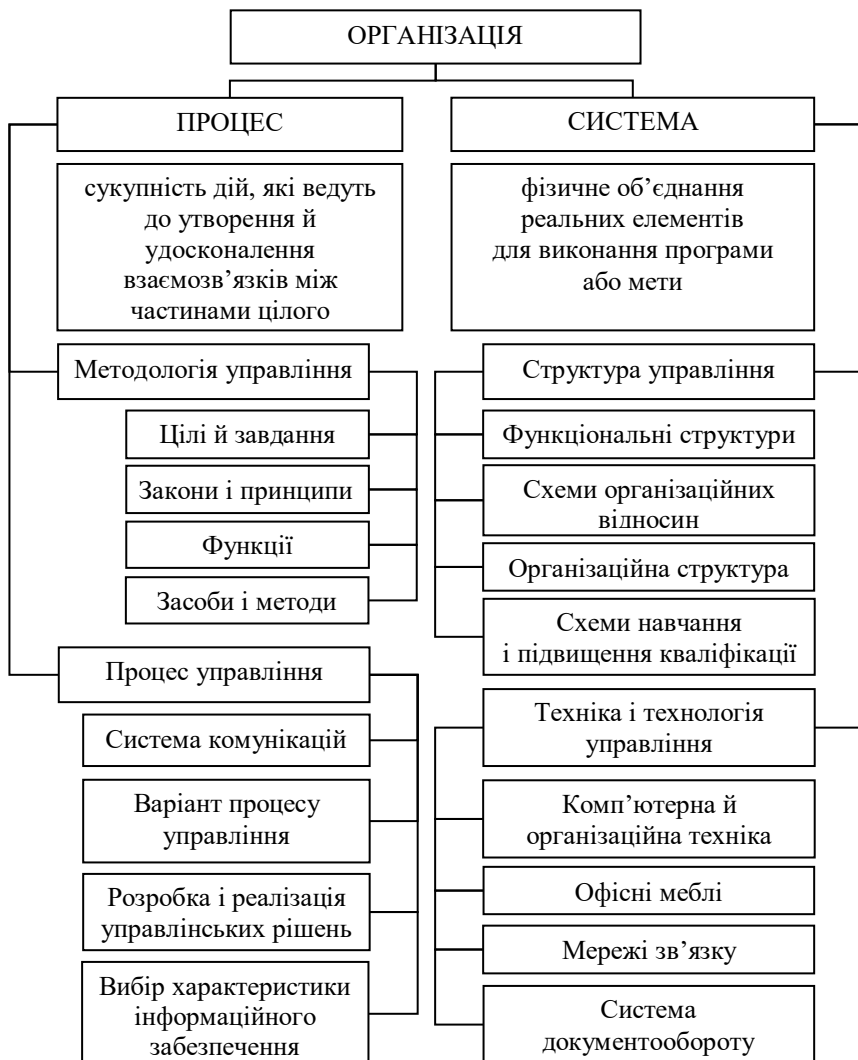 ОРГАНІЗАЦІЯ
ПРОЦЕС
сукупність дій, які ведуть
до утворення й
удосконалення
взаємозв’язків між
частинами цілого
Методологія управління
Цілі й завдання
Закони і принципи
Функції
Засоби і методи
Процес управління
Система комунікацій
Варіант процесу
управління
Розробка і реалізація
управлінських рішень
Вибір характеристики
інформаційного
забезпечення
СИСТЕМА
фізичне об’єднання
реальних елементів
для виконання програми
або мети
Структура управління
Функціональні структури
Схеми організаційних
відносин
Організаційна структура
Схеми навчання
і підвищення кваліфікації
Техніка і технологія
управління
Комп’ютерна й
організаційна техніка
Офісні меблі
Мережі зв’язку
Система
документообороту